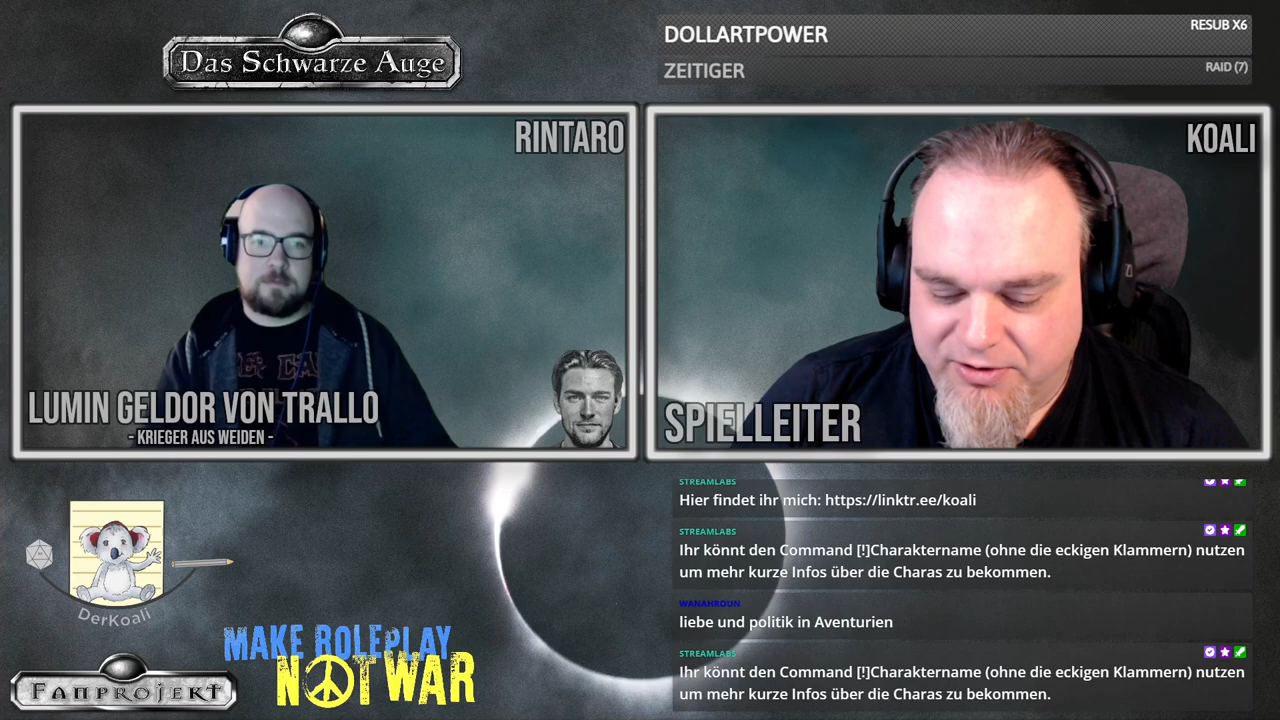 Das Schwarze Auge
DOLLARTPOWER
RESUB X6
ZEITIGER
RAID (7)
RINTARO
KOALI
LUMIN GELDOR VON TRALLO
- KRIEGER AUS WEIDEN -
SPIELLEITER
STREAMLABS
Hier findet ihr mich: https://linktr.ee/koali
STREAMLABS
Ihr könnt den Command [!]Charaktername (ohne die eckigen Klammern) nutzen
um mehr kurze Infos über die Charas zu bekommen.
WANAHROUN
liebe und politik in Aventurien
STREAMLABS
Ihr könnt den Command [!]Charaktername (ohne die eckigen Klammern) nutzen
um mehr kurze Infos über die Charas zu bekommen.
DerKoali
MAKE ROLEPLAY
NOT WAR
FANPROJEKT